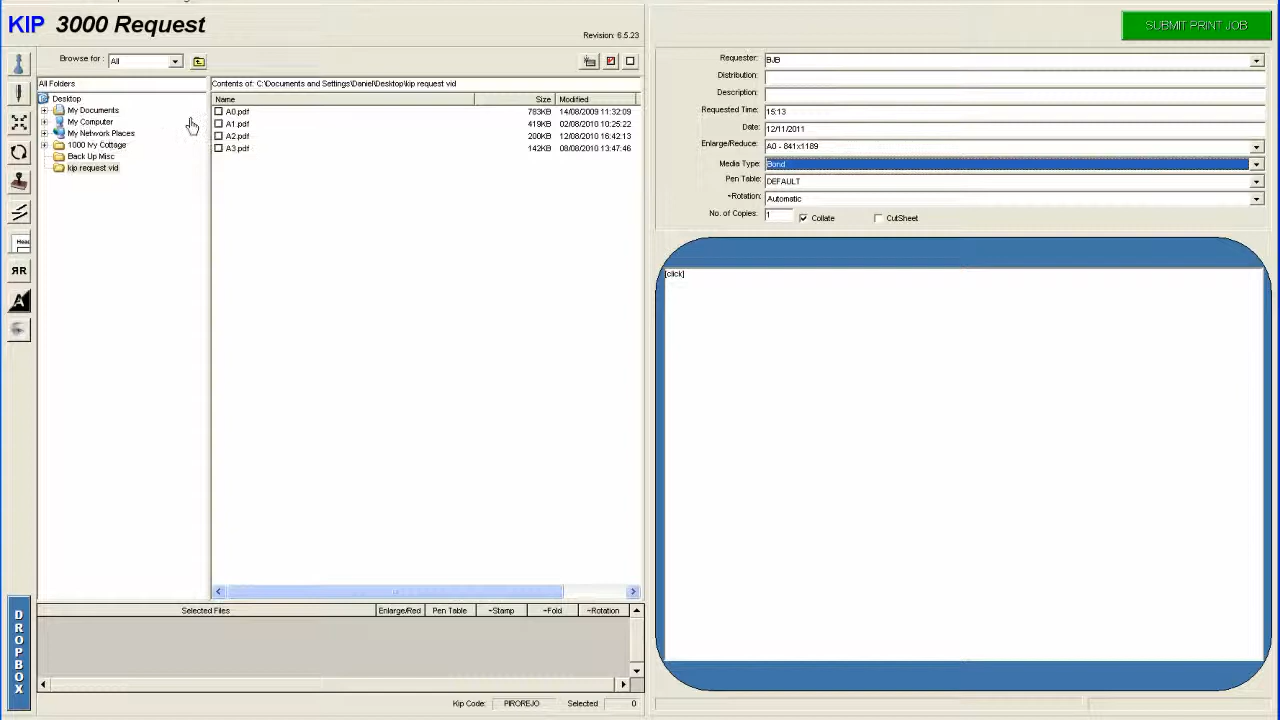 KIP 3000 Request
Revision: 6.5.23
SUBMIT PRINT JOB
Browse for : All
All Folders
Desktop
My Documents
My Computer
My Network Places
1000 Ivy Cottage
Back Up Misc
kip request vid
Contents of: C:\Documents and Settings\Daniel\Desktop\kip request vid
Name Size Modified
A0.pdf 783KB 14/08/2009 11:32:09
A1.pdf 419KB 02/08/2010 10:25:22
A2.pdf 200KB 12/08/2010 16:42:13
A3.pdf 142KB 08/08/2010 13:47:46
Head
ЯR
A
DROPBOX
Selected Files Enlarge/Red Pen Table ~Stamp ~Fold ~Rotation
Kip Code: PIROREJO Selected 0
Requester: BJB
Distribution:
Description:
Requested Time: 15:13
Date: 12/11/2011
Enlarge/Reduce: A0 - 841x1189
Media Type: Bond
Pen Table: DEFAULT
~Rotation: Automatic
No. of Copies: 1 Collate CutSheet
[click]